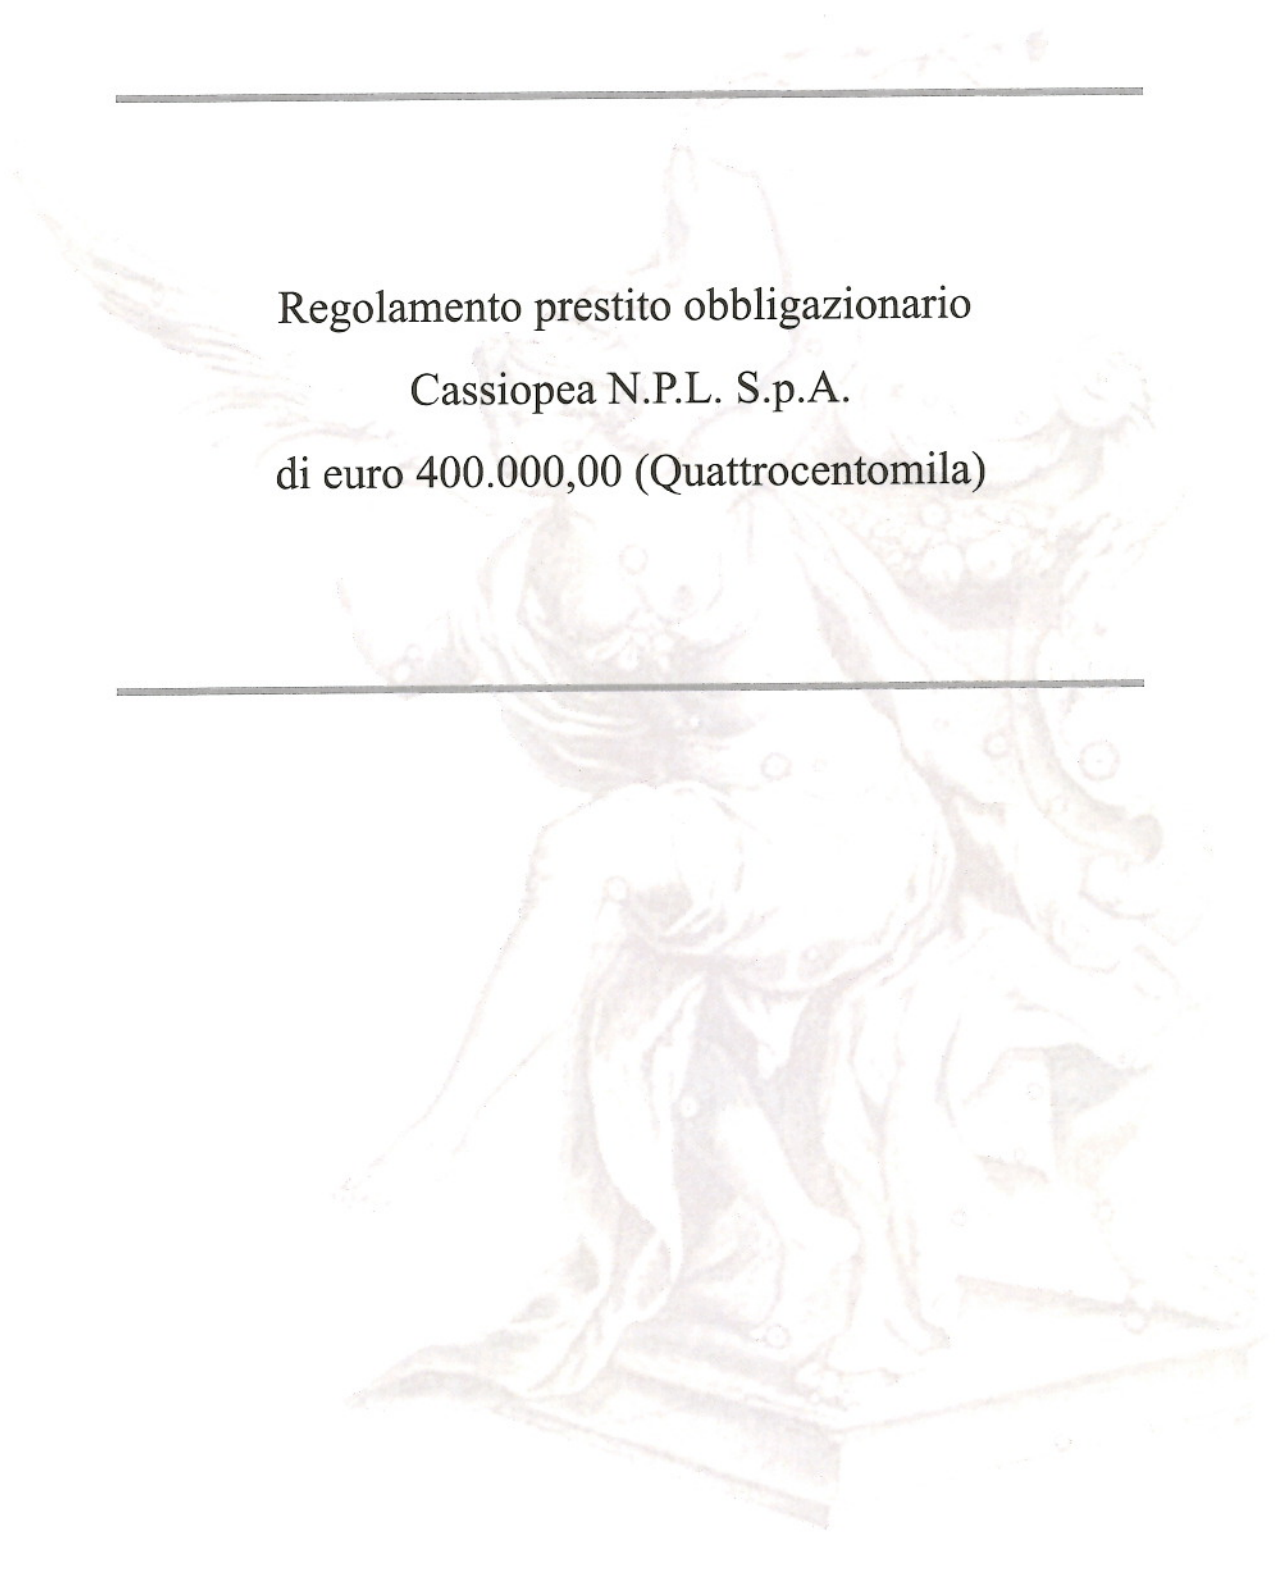 Regolamento prestito obbligazionario
Cassiopea N.P.L. S.p.A.
di euro 400.000,00 (Quattrocentomila)